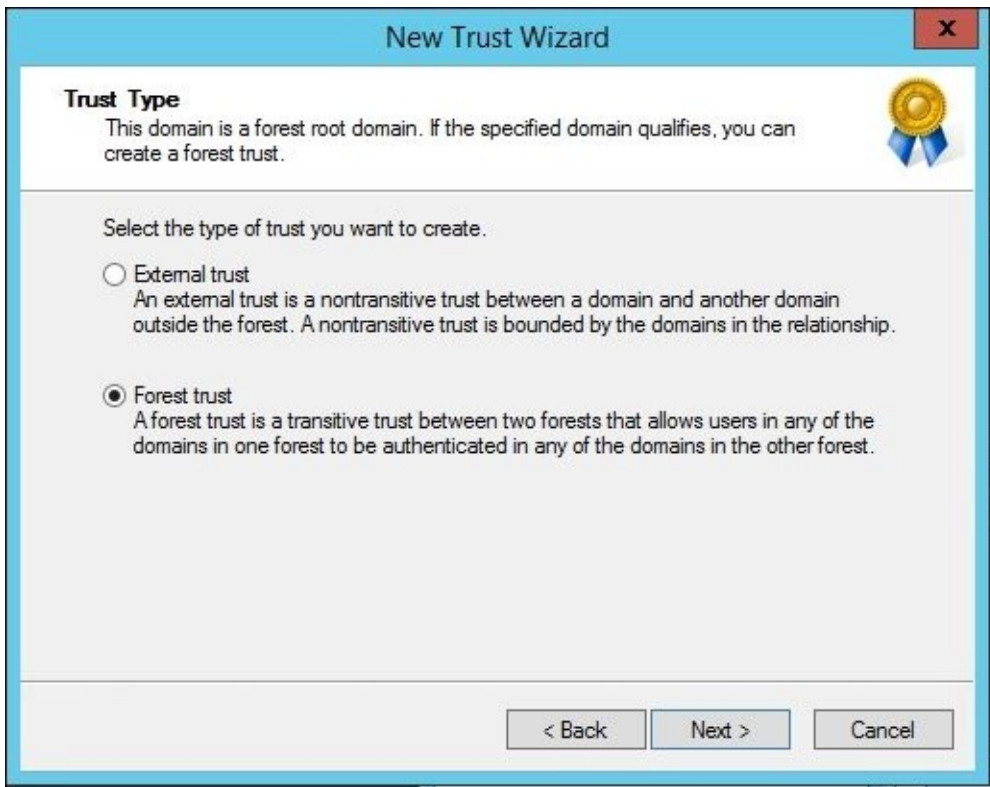 New Trust Wizard
x
Trust Type
This domain is a forest root domain. If the specified domain qualifies, you can
create a forest trust.
Select the type of trust you want to create.
External trust
An external trust is a nontransitive trust between a domain and another domain
outside the forest. A nontransitive trust is bounded by the domains in the relationship.
Forest trust
A forest trust is a transitive trust between two forests that allows users in any of the
domains in one forest to be authenticated in any of the domains in the other forest.
< Back Next > Cancel